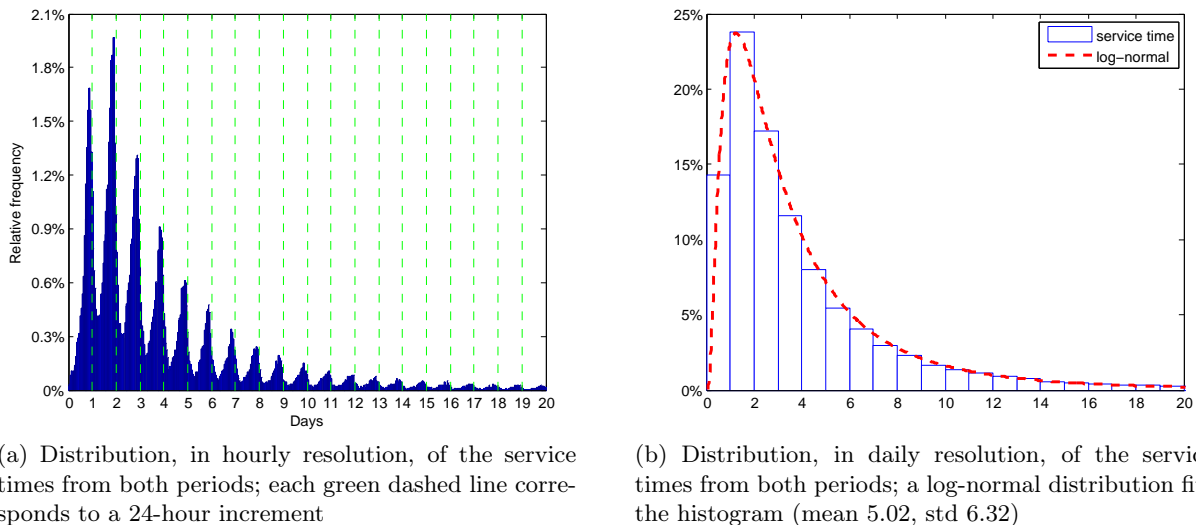 2.1%
1.8%
1.5%
1.2%
0.9%
0.6%
0.3%
0%
Relative frequency
0 1 2 3 4 5 6 7 8 9 10 11 12 13 14 15 16 17 18 19 20
Days
25%
20%
15%
10%
5%
0%
service time
log-normal
0 2 4 6 8 10 12 14 16 18 20
(a) Distribution, in hourly resolution, of the service
times from both periods; each green dashed line corre-
sponds to a 24-hour increment
(b) Distribution, in daily resolution, of the servic
times from both periods; a log-normal distribution fi
the histogram (mean 5.02, std 6.32)